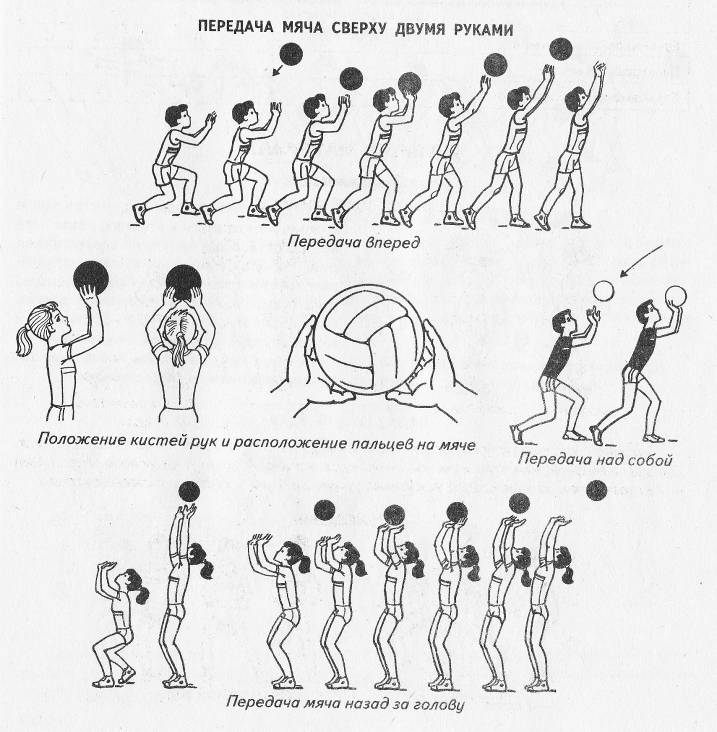 ПЕРЕДАЧА МЯЧА СВЕРХУ ДВУМЯ РУКАМИ
Передача вперед
Положение кистей рук и расположение пальцев на мяче
Передача над собой
Передача мяча назад за голову